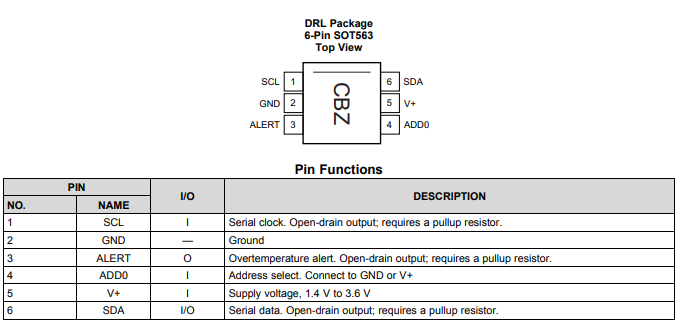 DRL Package
6-Pin SOT563
Top View
SCL 1 6 SDA
GND 2 CBZ 5 V+
ALERT 3 4 ADD0
Pin Functions
PIN I/O DESCRIPTION
NO. NAME
1 SCL I Serial clock. Open-drain output; requires a pullup resistor.
2 GND — Ground
3 ALERT O Overtemperature alert. Open-drain output; requires a pullup resistor.
4 ADD0 I Address select. Connect to GND or V+
5 V+ I Supply voltage, 1.4 V to 3.6 V
6 SDA I/O Serial data. Open-drain output; requires a pullup resistor.